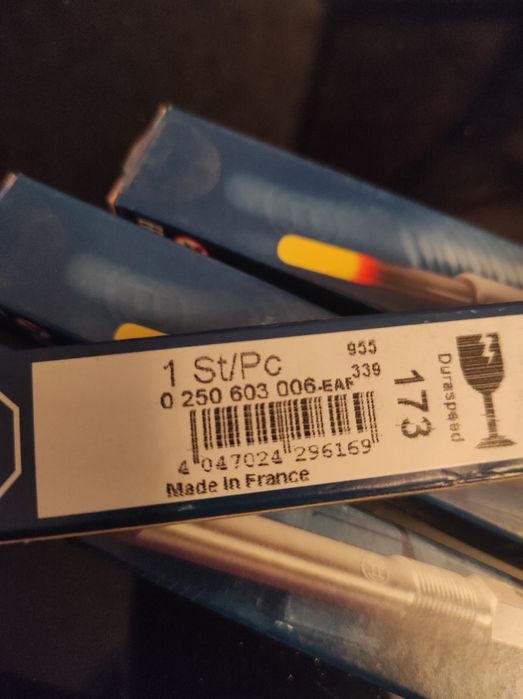 1 St/Pc
955
339
0 250 603 006-EAF
4 047024 296169
Made in France
173
Duraspeed